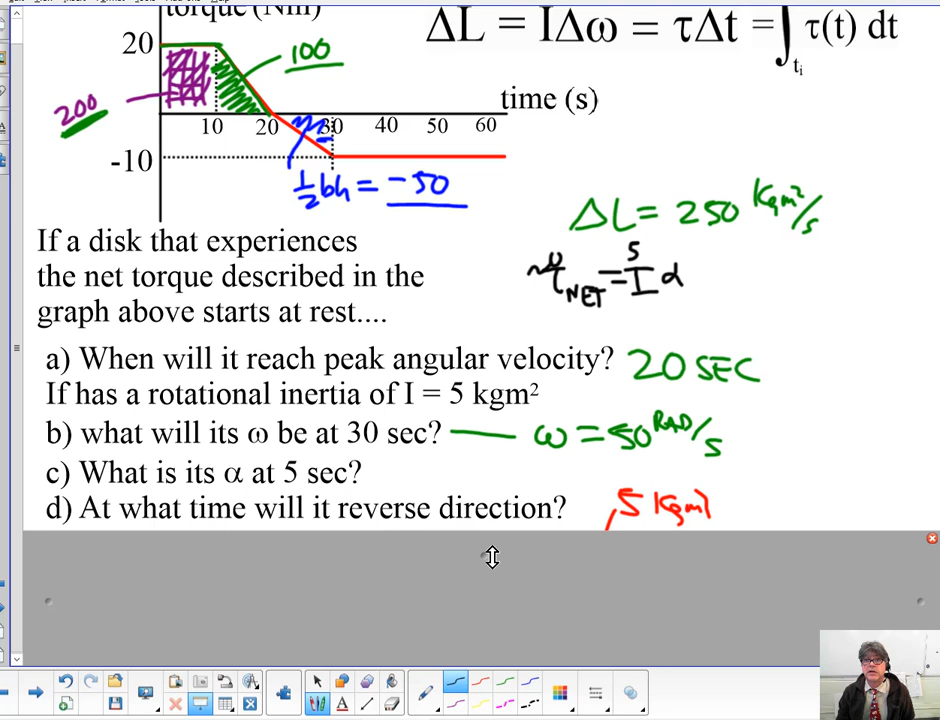 torque (Nm)
ΔL = IΔω = τΔt = ∫ τ(t) dt
tᵢ
20
100
200
time (s)
10 20 30 40 50 60
-10
½bh = -50
ΔL = 250 Kgm²/s
If a disk that experiences
the net torque described in the
graph above starts at rest....
5
τNET = Iα
a) When will it reach peak angular velocity? 20 SEC
If has a rotational inertia of I = 5 kgm²
b) what will its ω be at 30 sec? ω = 50 RAD/s
c) What is its α at 5 sec?
d) At what time will it reverse direction? 5 Kgm²
A